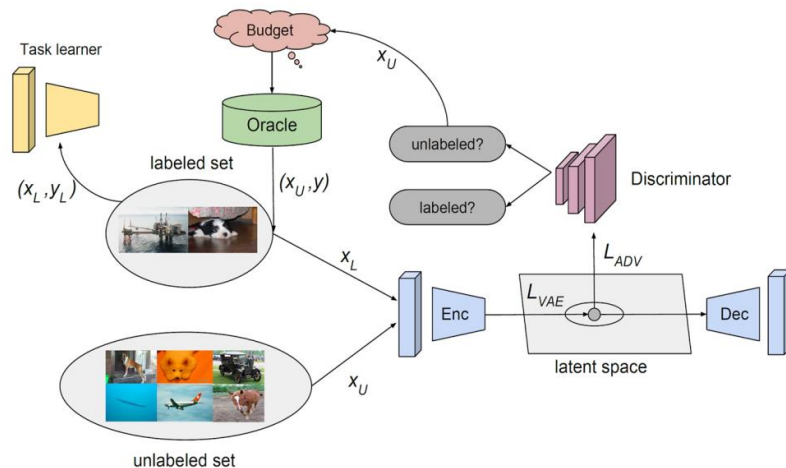 Budget
Task learner
x_U
Oracle
unlabeled?
labeled set
(x_L, y_L)
(x_U, y)
Discriminator
labeled?
x_L
L_ADV
L_VAE
Enc
Dec
latent space
x_U
unlabeled set